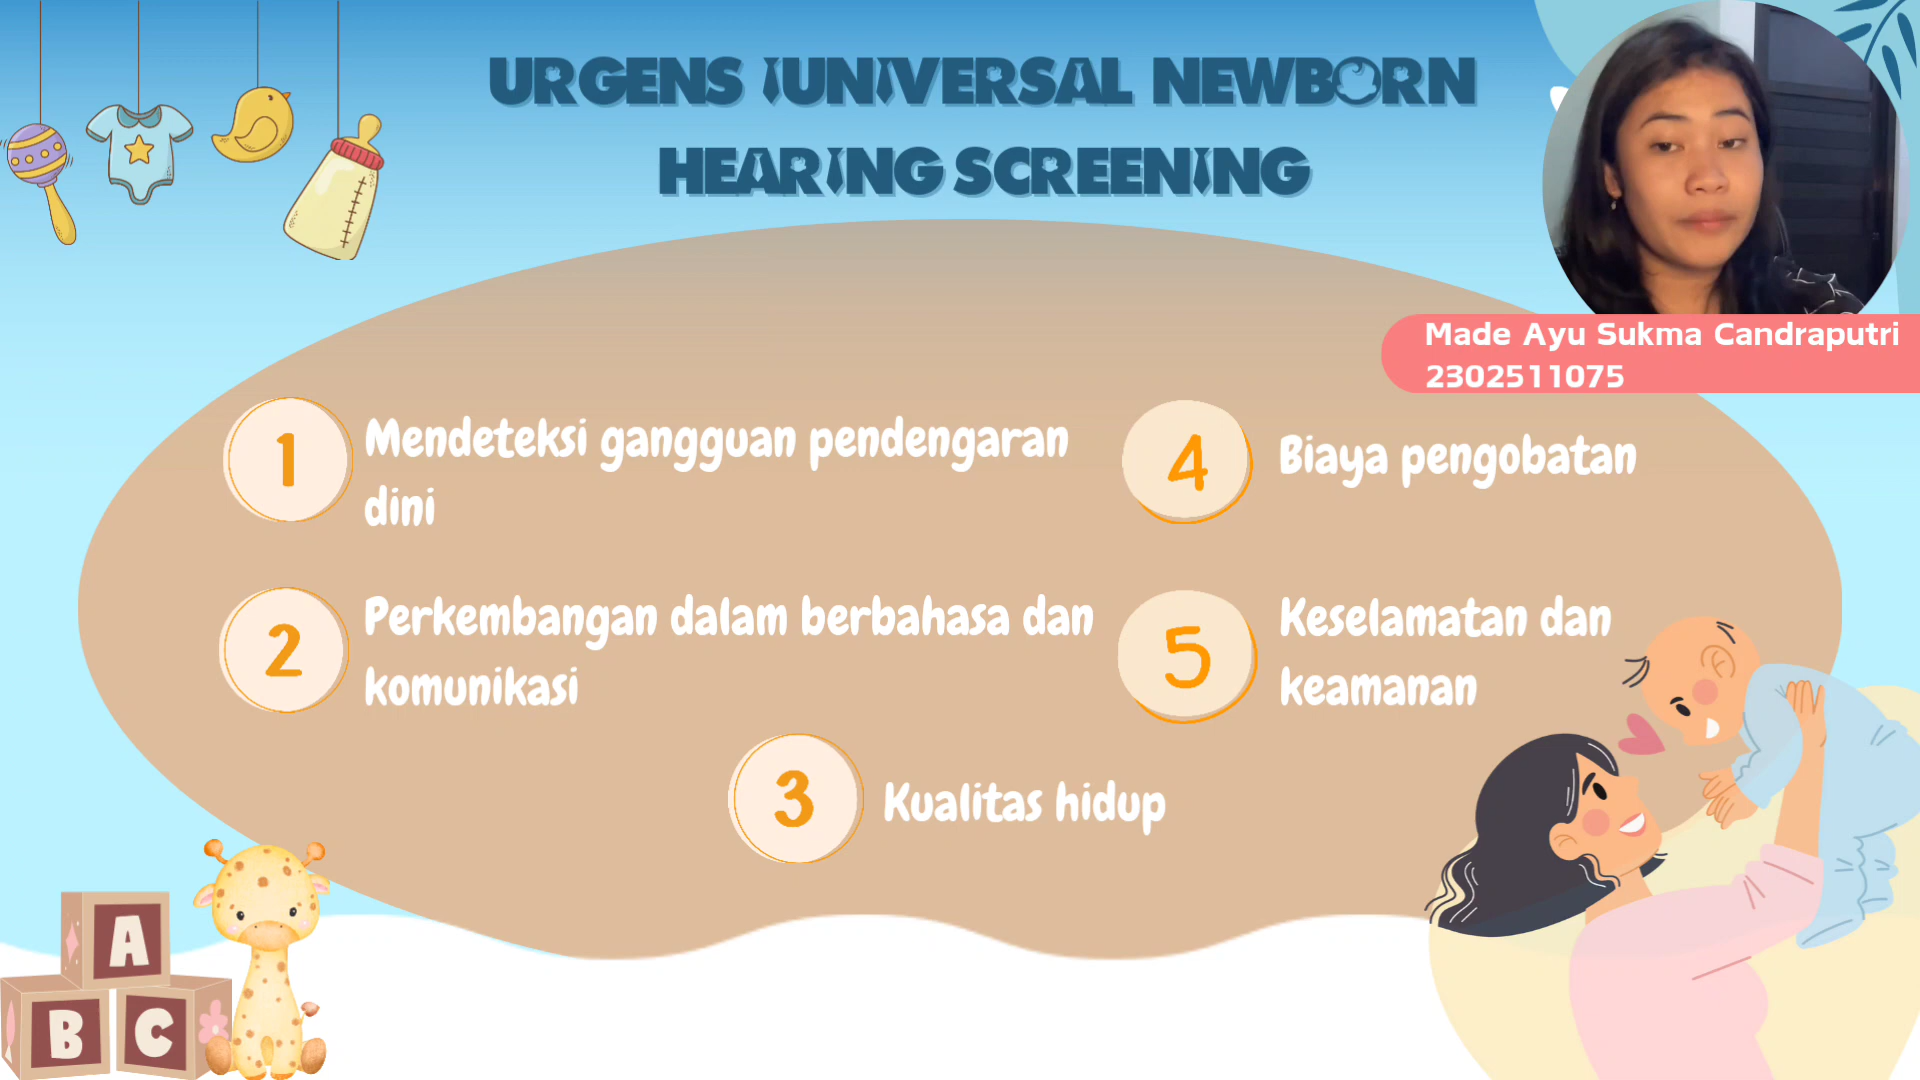 URGENS IUNIVERSAL NEWBORN
HEARING SCREENING
Made Ayu Sukma Candraputri
2302511075
1
Mendeteksi gangguan pendengaran
dini
2
Perkembangan dalam berbahasa dan
komunikasi
3
Kualitas hidup
4
Biaya pengobatan
5
Keselamatan dan
keamanan
A
B
C